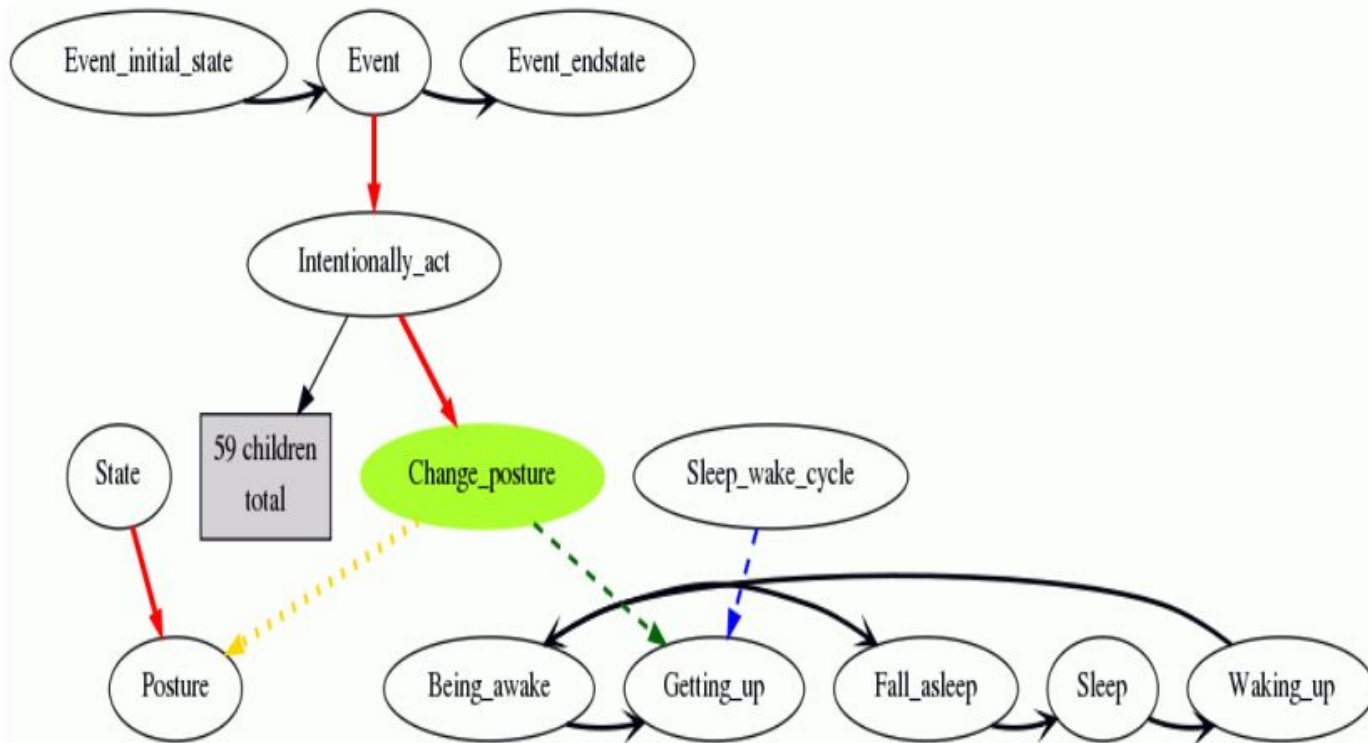 Event_initial_state
Event
Event_endstate
Intentionally_act
59 children
total
State
Change_posture
Sleep_wake_cycle
Posture
Being_awake
Getting_up
Fall_asleep
Sleep
Waking_up